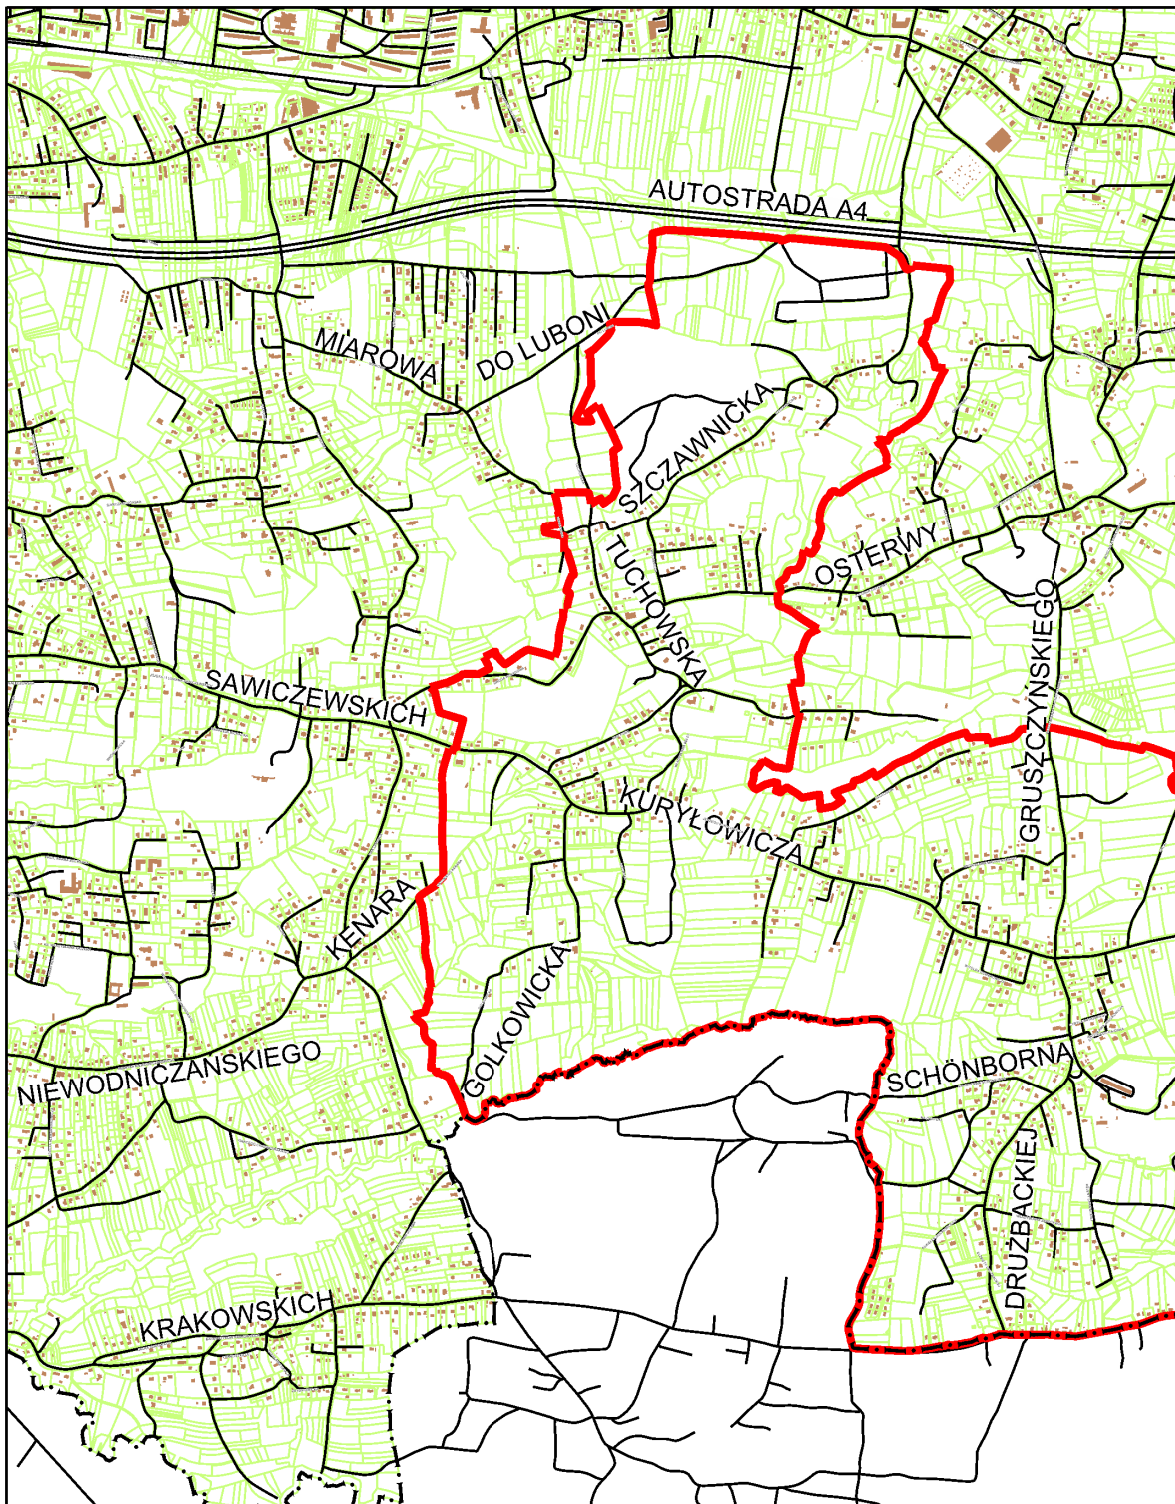 AUTOSTRADA A4
MIAROWA
DO LUBONI
SZCZAWNICKA
TUCHOWSKA
OSTERWY
GRUSZCZYŃSKIEGO
SAWICZEWSKICH
KURYŁOWICZA
KENARA
GOLKOWICKA
NIEWODNICZAŃSKIEGO
SCHÖNBORNA
DRUŻBACKIEJ
KRAKOWSKICH